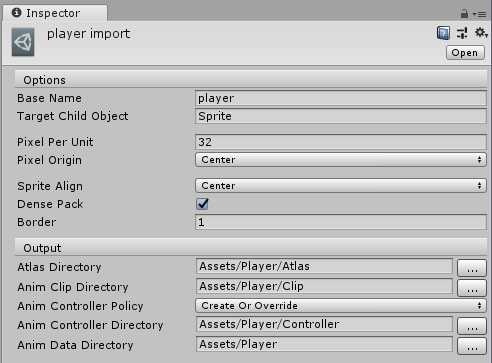 Inspector
player import
Open
Options
Base Name player
Target Child Object Sprite
Pixel Per Unit 32
Pixel Origin Center
Sprite Align Center
Dense Pack
Border 1
Output
Atlas Directory Assets/Player/Atlas ...
Anim Clip Directory Assets/Player/Clip ...
Anim Controller Policy Create Or Override
Anim Controller Directory Assets/Player/Controller ...
Anim Data Directory Assets/Player ...